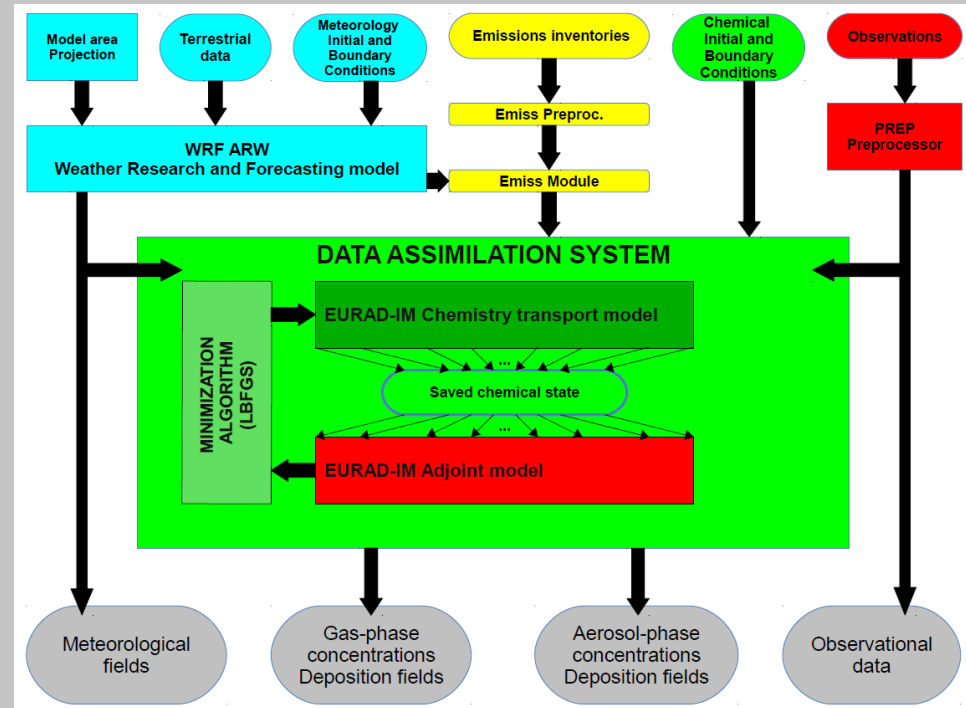 Model area
Projection
Terrestrial
data
Meteorology
Initial and
Boundary
Conditions
Emissions inventories
Chemical
Initial and
Boundary
Conditions
Observations
Emiss Preproc.
PREP
Preprocessor
WRF ARW
Weather Research and Forecasting model
Emiss Module
DATA ASSIMILATION SYSTEM
MINIMIZATION
ALGORITHM
(LBFGS)
EURAD-IM Chemistry transport model
...
Saved chemical state
...
EURAD-IM Adjoint model
Meteorological
fields
Gas-phase
concentrations
Deposition fields
Aerosol-phase
concentrations
Deposition fields
Observational
data